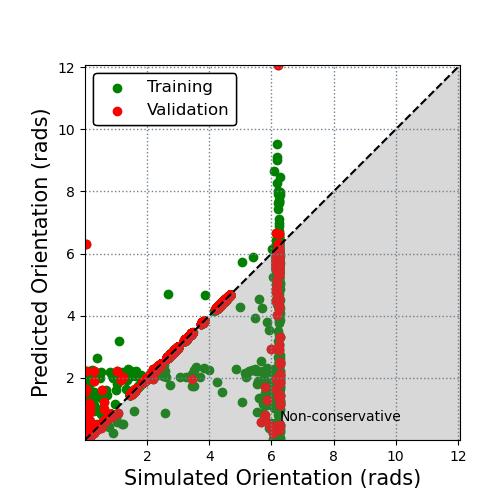 12
10
8
6
4
2
Predicted Orientation (rads)
Training
Validation
Non-conservative
2 4 6 8 10 12
Simulated Orientation (rads)